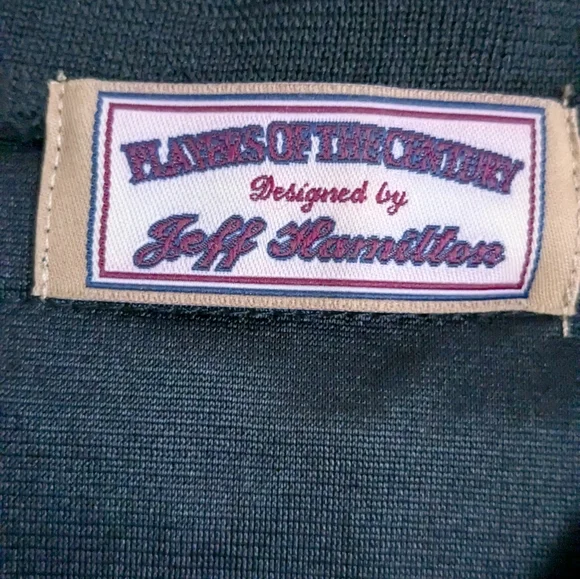 PLAYERS OF THE CENTURY
Designed by
Jeff Hamilton